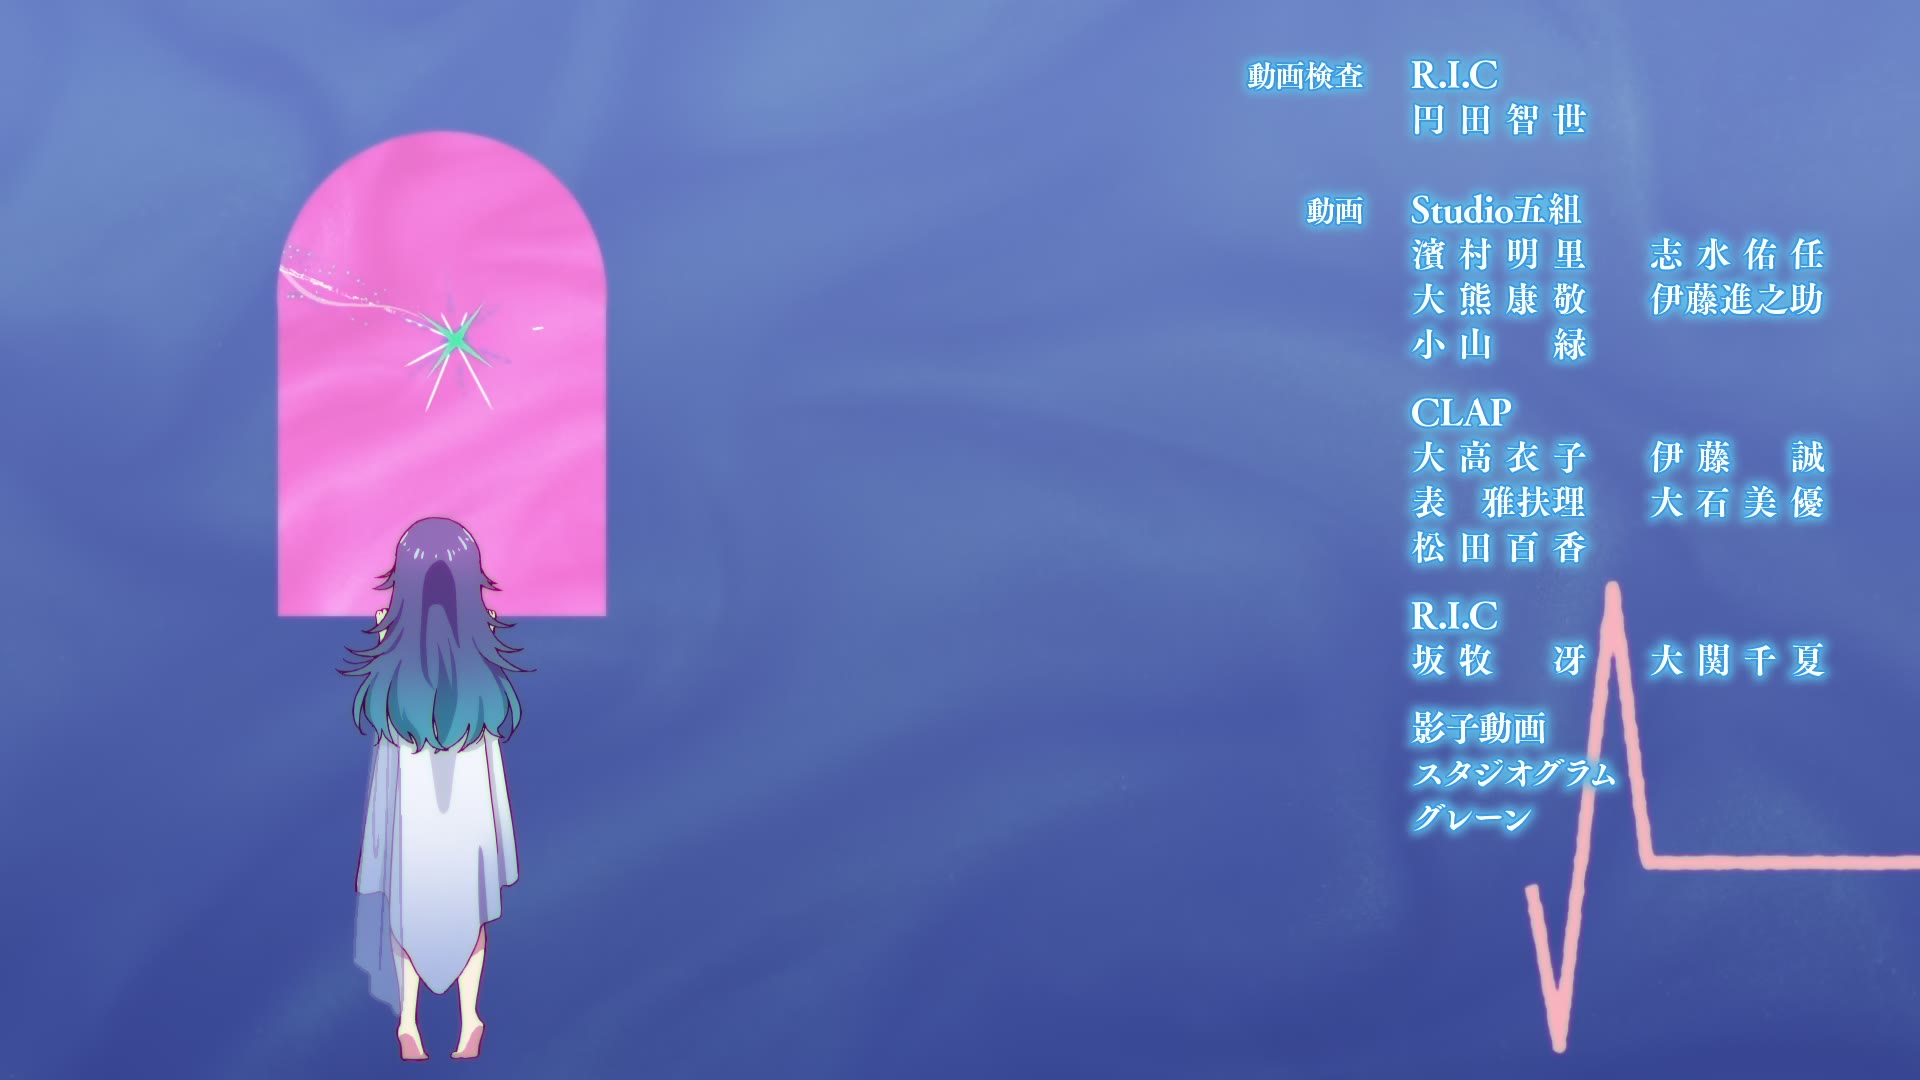 動画検査 R.I.C
円田智世
動画 Studio五組
濱村明里 志水佑任
大熊康敬 伊藤進之助
小山 緑
CLAP
大高衣子 伊藤 誠
表 雅扶理 大石美優
松田百香
R.I.C
坂牧 冴 大関千夏
影子動画
スタジオグラム
グレーン